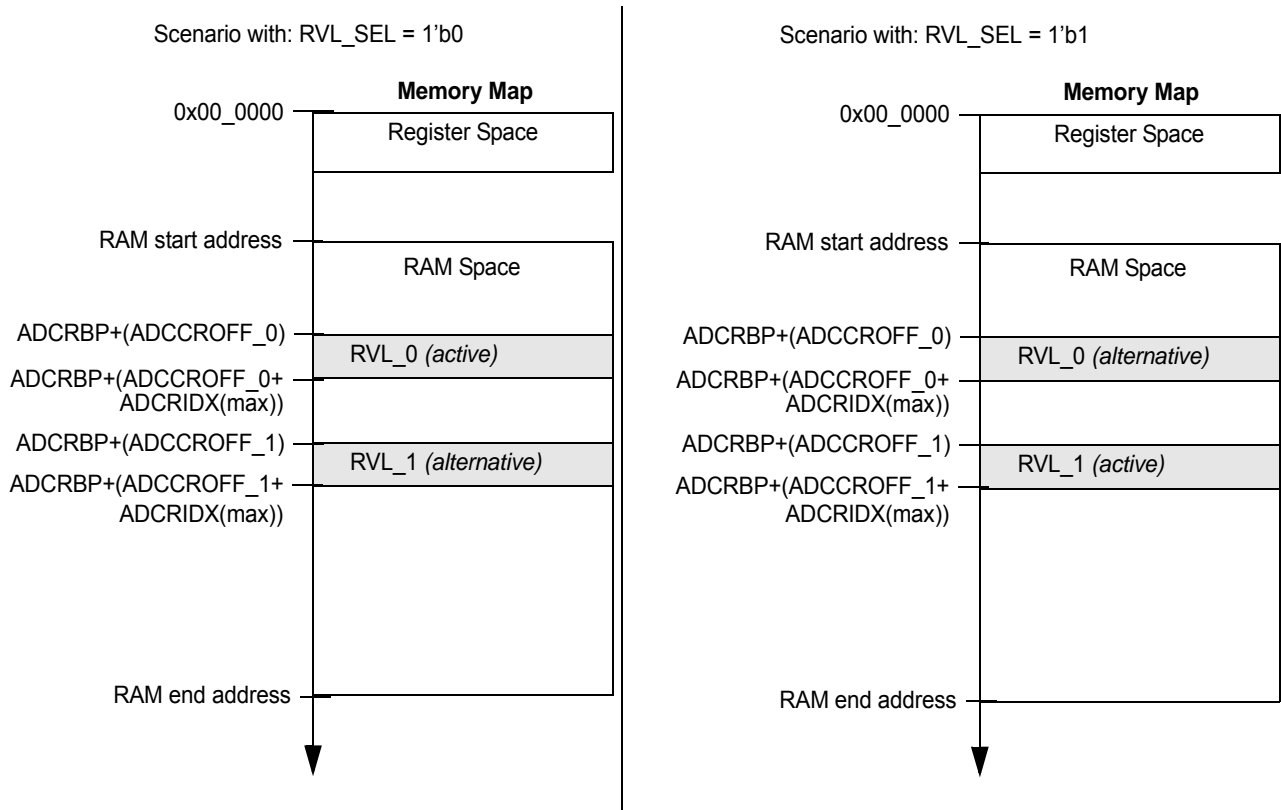 Scenario with: RVL_SEL = 1’b0
Memory Map
0x00_0000
Register Space
RAM start address
RAM Space
ADCRBP+(ADCCROFF_0)
RVL_0 (active)
ADCRBP+(ADCCROFF_0+
ADCRIDX(max))
ADCRBP+(ADCCROFF_1)
RVL_1 (alternative)
ADCRBP+(ADCCROFF_1+
ADCRIDX(max))
RAM end address
Scenario with: RVL_SEL = 1’b1
Memory Map
0x00_0000
Register Space
RAM start address
RAM Space
ADCRBP+(ADCCROFF_0)
RVL_0 (alternative)
ADCRBP+(ADCCROFF_0+
ADCRIDX(max))
ADCRBP+(ADCCROFF_1)
RVL_1 (active)
ADCRBP+(ADCCROFF_1+
ADCRIDX(max))
RAM end address